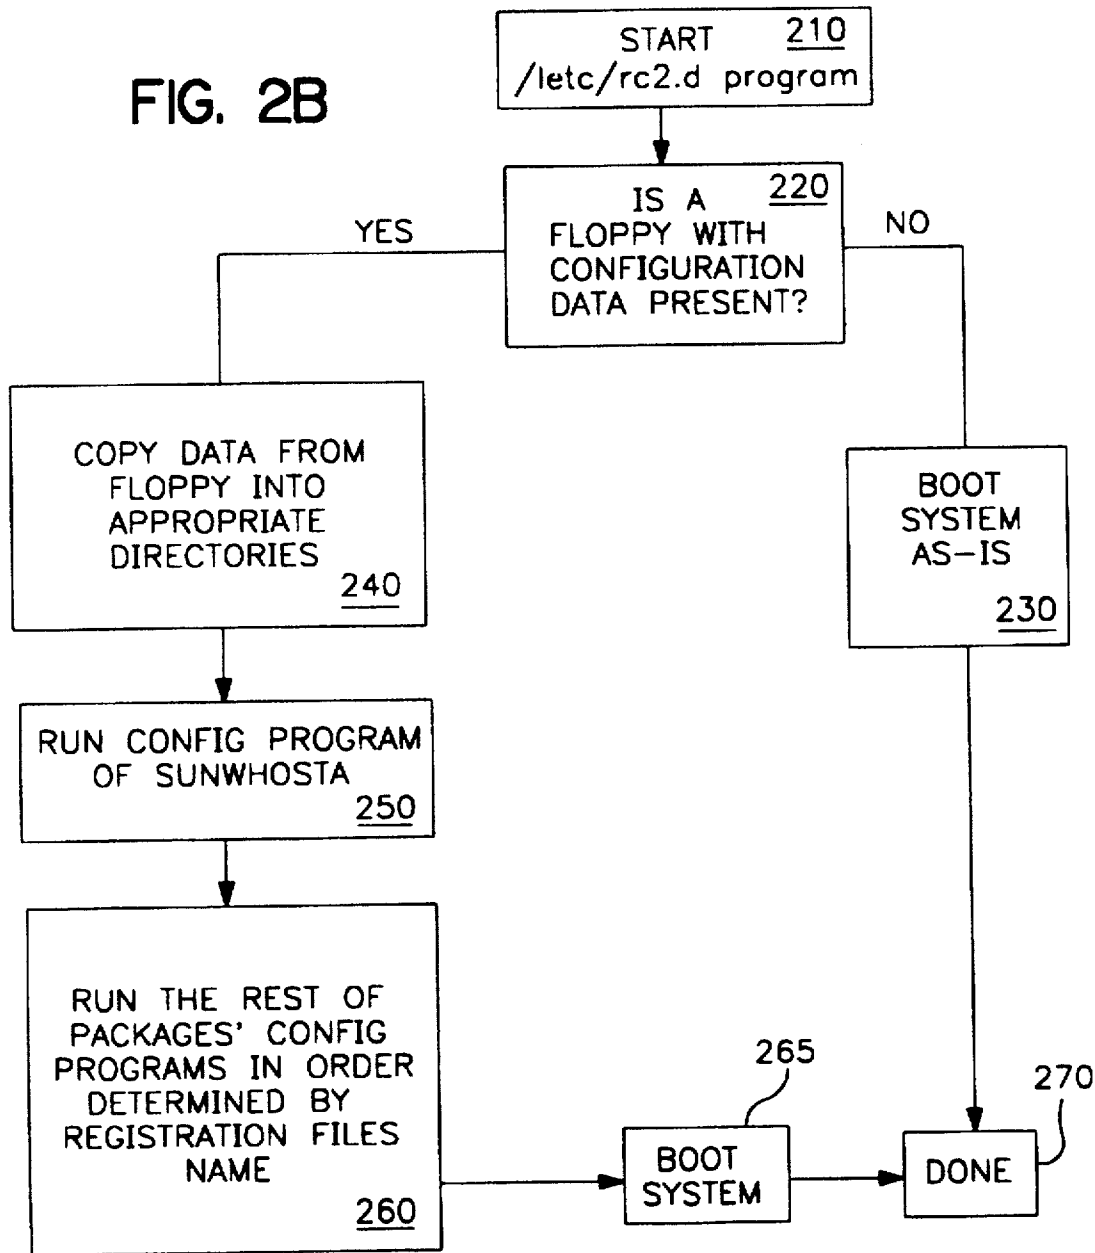 FIG. 2B
START 210
/letc/rc2.d program
220
IS A
FLOPPY WITH
CONFIGURATION
DATA PRESENT?
YES
NO
COPY DATA FROM
FLOPPY INTO
APPROPRIATE
DIRECTORIES
240
BOOT
SYSTEM
AS-IS
230
RUN CONFIG PROGRAM
OF SUNWHOSTA
250
RUN THE REST OF
PACKAGES' CONFIG
PROGRAMS IN ORDER
DETERMINED BY
REGISTRATION FILES
NAME
260
265
BOOT
SYSTEM
270
DONE